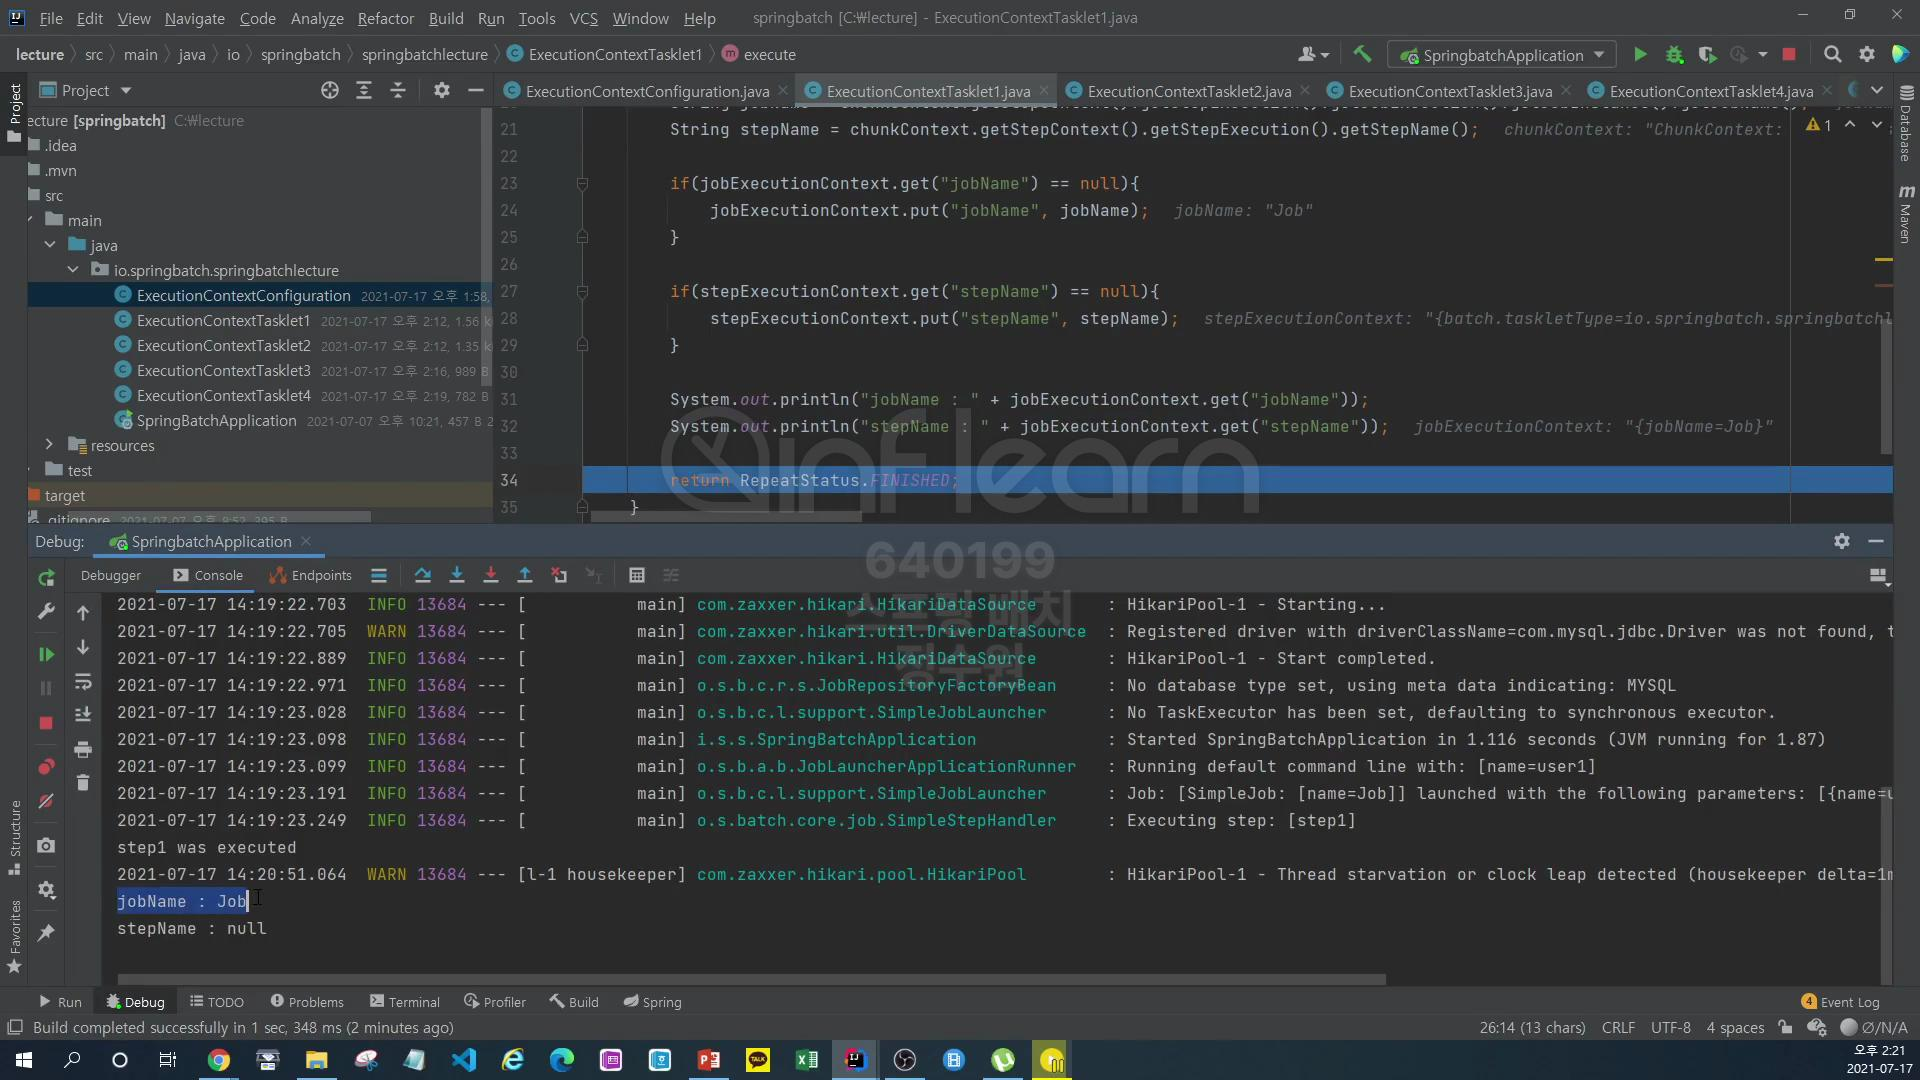 File Edit View Navigate Code Analyze Refactor Build Run Tools VCS Window Help springbatch [C:₩lecture] - ExecutionContextTasklet1.java
lecture src main java io springbatch springbatchlecture ExecutionContextTasklet1 execute SpringbatchApplication
Project ExecutionContextConfiguration.java ExecutionContextTasklet1.java ExecutionContextTasklet2.java ExecutionContextTasklet3.java ExecutionContextTasklet4.java
Project
ecture [springbatch] C:₩lecture
.idea
.mvn
src
main
java
io.springbatch.springbatchlecture
ExecutionContextConfiguration 2021-07-17 오후 1:58,
ExecutionContextTasklet1 2021-07-17 오후 2:12, 1.56 k
ExecutionContextTasklet2 2021-07-17 오후 2:12, 1.35 k
ExecutionContextTasklet3 2021-07-17 오후 2:16, 989 B
ExecutionContextTasklet4 2021-07-17 오후 2:19, 782 B
SpringBatchApplication 2021-07-07 오후 10:21, 457 B 2
resources
test
target
.gitignore 2021-07-07 오후 9:52, 395 B
21 String stepName = chunkContext.getStepContext().getStepExecution().getStepName(); chunkContext: "ChunkContext: 1
22
23 if(jobExecutionContext.get("jobName") == null){
24 jobExecutionContext.put("jobName", jobName); jobName: "Job"
25 }
26
27 if(stepExecutionContext.get("stepName") == null){
28 stepExecutionContext.put("stepName", stepName); stepExecutionContext: "{batch.taskletType=io.springbatch.springbatchl
29 }
30
31 System.out.println("jobName : " + jobExecutionContext.get("jobName"));
32 System.out.println("stepName : " + jobExecutionContext.get("stepName")); jobExecutionContext: "{jobName=Job}"
33
34 return RepeatStatus.FINISHED;
35 }
Database
Maven
inflearn
640199
스프링 배치
정수원
Debug: SpringbatchApplication
Debugger Console Endpoints
2021-07-17 14:19:22.703 INFO 13684 --- [ main] com.zaxxer.hikari.HikariDataSource : HikariPool-1 - Starting...
2021-07-17 14:19:22.705 WARN 13684 --- [ main] com.zaxxer.hikari.util.DriverDataSource : Registered driver with driverClassName=com.mysql.jdbc.Driver was not found, t
2021-07-17 14:19:22.889 INFO 13684 --- [ main] com.zaxxer.hikari.HikariDataSource : HikariPool-1 - Start completed.
2021-07-17 14:19:22.971 INFO 13684 --- [ main] o.s.b.c.r.s.JobRepositoryFactoryBean : No database type set, using meta data indicating: MYSQL
2021-07-17 14:19:23.028 INFO 13684 --- [ main] o.s.b.c.l.support.SimpleJobLauncher : No TaskExecutor has been set, defaulting to synchronous executor.
2021-07-17 14:19:23.098 INFO 13684 --- [ main] i.s.s.SpringBatchApplication : Started SpringBatchApplication in 1.116 seconds (JVM running for 1.87)
2021-07-17 14:19:23.099 INFO 13684 --- [ main] o.s.b.a.b.JobLauncherApplicationRunner : Running default command line with: [name=user1]
2021-07-17 14:19:23.191 INFO 13684 --- [ main] o.s.b.c.l.support.SimpleJobLauncher : Job: [SimpleJob: [name=Job]] launched with the following parameters: [{name=u
2021-07-17 14:19:23.249 INFO 13684 --- [ main] o.s.batch.core.job.SimpleStepHandler : Executing step: [step1]
step1 was executed
2021-07-17 14:20:51.064 WARN 13684 --- [l-1 housekeeper] com.zaxxer.hikari.pool.HikariPool : HikariPool-1 - Thread starvation or clock leap detected (housekeeper delta=1m
jobName : Job
stepName : null
Structure
Favorites
Run Debug TODO Problems Terminal Profiler Build Spring 4 Event Log
Build completed successfully in 1 sec, 348 ms (2 minutes ago) 26:14 (13 chars) CRLF UTF-8 4 spaces Ø/N/A
오후 2:21
2021-07-17